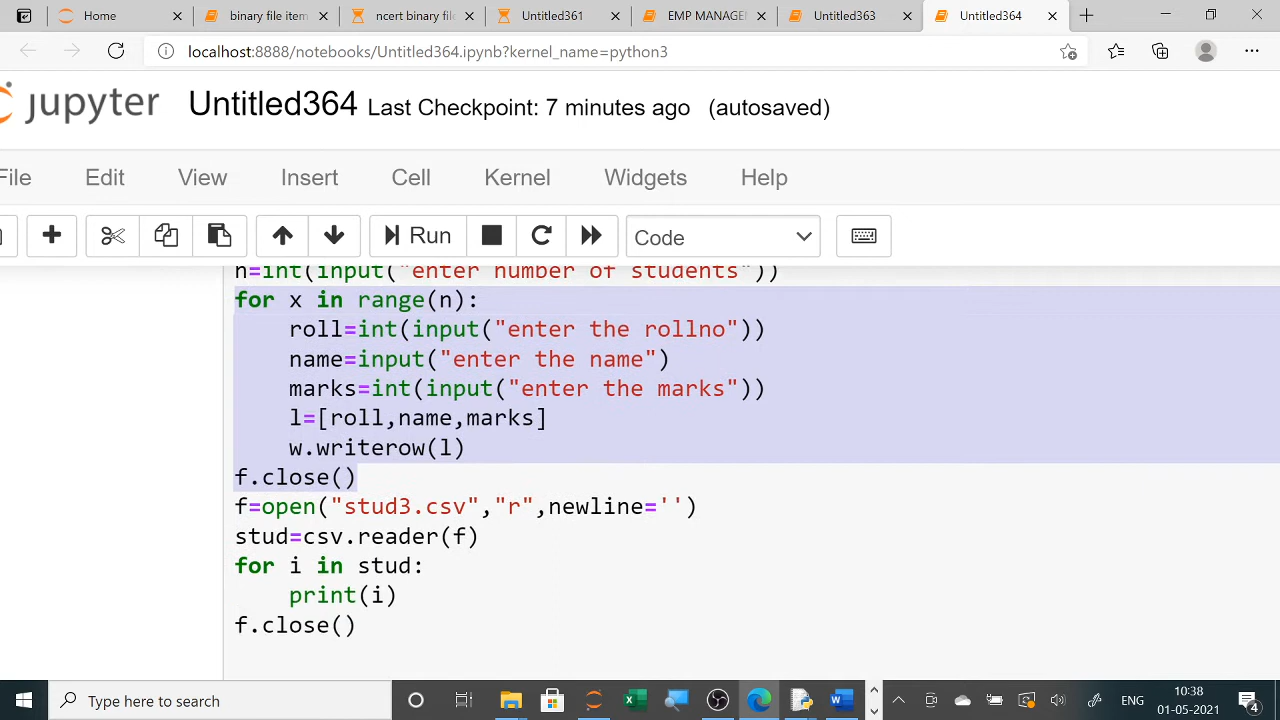 Home
Untitled file item
ncert binary file
Untitled361
EMP MANAGE
Untitled363
Untitled364
localhost:8888/notebooks/Untitled364.ipynb?kernel_name=python3
jupyter Untitled364 Last Checkpoint: 7 minutes ago (autosaved)
File Edit View Insert Cell Kernel Widgets Help
Run Code
n=int(input("enter number of students"))
for x in range(n):
    roll=int(input("enter the rollno"))
    name=input("enter the name")
    marks=int(input("enter the marks"))
    l=[roll,name,marks]
    w.writerow(l)
f.close()
f=open("stud3.csv","r",newline='')
stud=csv.reader(f)
for i in stud:
    print(i)
f.close()
Type here to search
ENG
10:38
01-05-2021
4